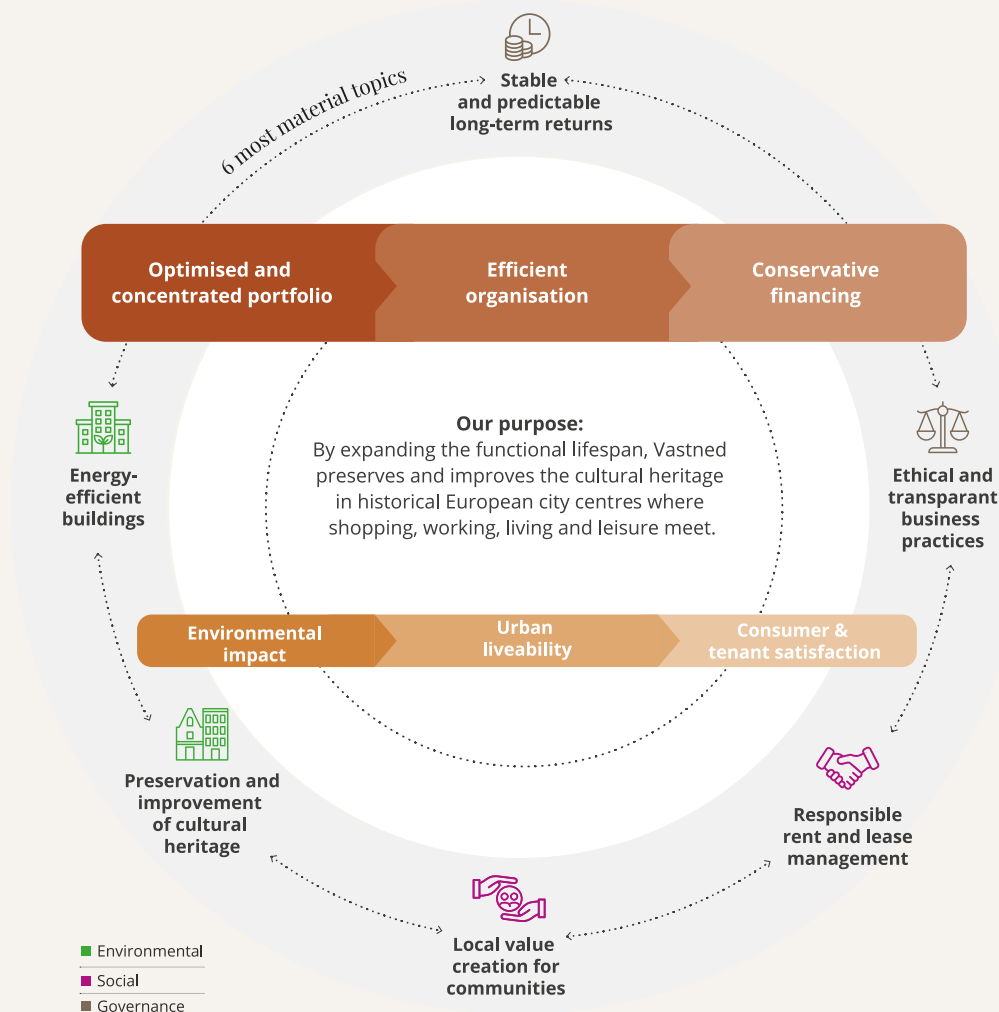 6 most material topics
Stable
and predictable
long-term returns
Optimised and
concentrated portfolio
Efficient
organisation
Conservative
financing
Our purpose:
By expanding the functional lifespan, Vastned
preserves and improves the cultural heritage
in historical European city centres where
shopping, working, living and leisure meet.
Energy-
efficient
buildings
Ethical and
transparant
business
practices
Environmental
impact
Urban
liveability
Consumer &
tenant satisfaction
Preservation and
improvement
of cultural
heritage
Responsible
rent and lease
management
Local value
creation for
communities
Environmental
Social
Governance